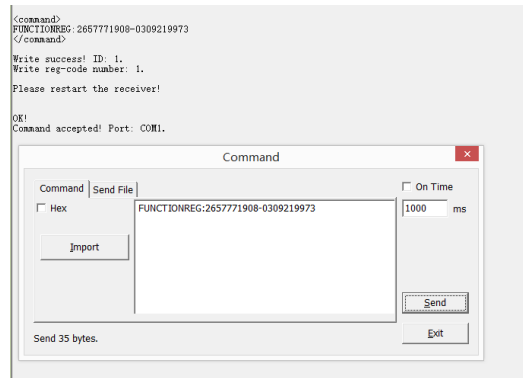 <command>
FUNCTIONREG:2657771908-0309219973
</command>
Write success! ID: 1.
Write reg-code number: 1.
Please restart the receiver!
OK!
Command accepted! Port: COM1.
Command
Command
Send File
On Time
Hex
FUNCTIONREG:2657771908-0309219973
1000 ms
Import
Send
Exit
Send 35 bytes.